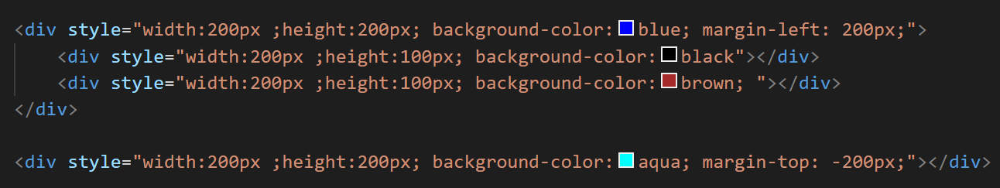 <div style="width:200px ;height:200px; background-color:blue; margin-left: 200px;">
    <div style="width:200px ;height:100px; background-color:black"></div>
    <div style="width:200px ;height:100px; background-color:brown; "></div>
</div>
<div style="width:200px ;height:200px; background-color:aqua; margin-top: -200px;"></div>